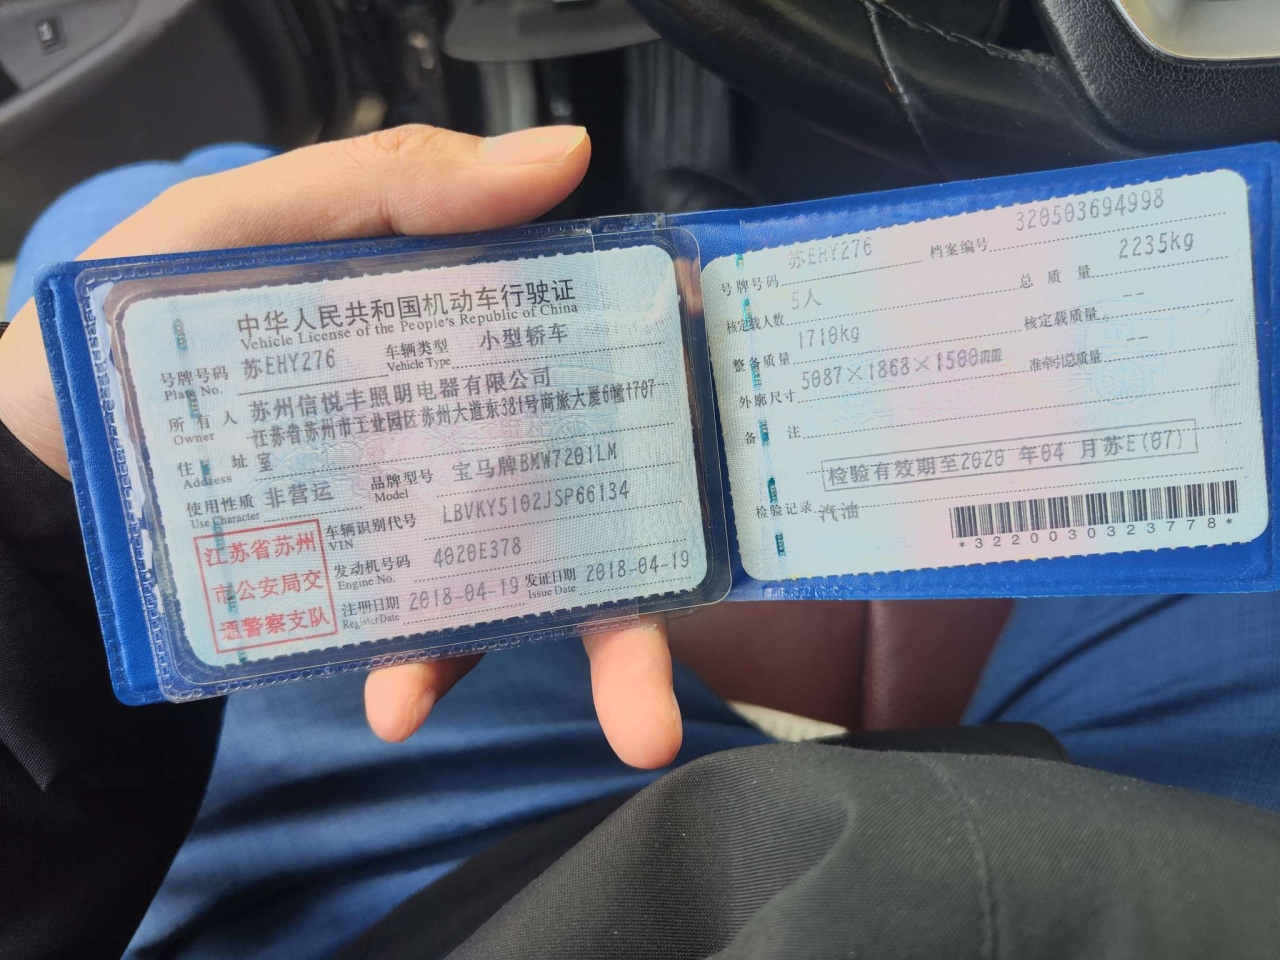 中华人民共和国机动车行驶证
Vehicle License of the People's Republic of China
号牌号码 苏EHY276 车辆类型 小型轿车
Plate No. Vehicle Type
所有人 苏州信悦丰照明电器有限公司
Owner
住址 江苏省苏州市工业园区苏州大道东381号商旅大厦6幢1707室
Address
使用性质 非营运 品牌型号 宝马牌BMW7201LM
Use Character Model
车辆识别代号 LBVKY5102JSP66134
VIN
发动机号码 4020E378
Engine No.
注册日期 2018-04-19 发证日期 2018-04-19
Register Date Issue Date
江苏省苏州
市公安局交
通警察支队
号牌号码 苏EHY276 档案编号 320503694998
核定载人数 5人 总质量 2235kg
整备质量 1710kg 核定载质量 --
外廓尺寸 5087×1868×1500mm 准牵引总质量 --
备注
检验有效期至2020年04月苏E(07)
检验记录 汽油
*3220030323778*